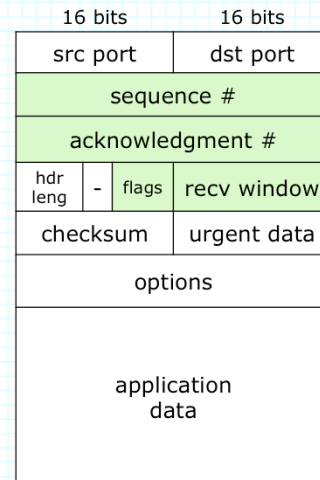 16 bits 16 bits
src port dst port
sequence #
acknowledgment #
hdr
leng - flags recv window
checksum urgent data
options
application
data